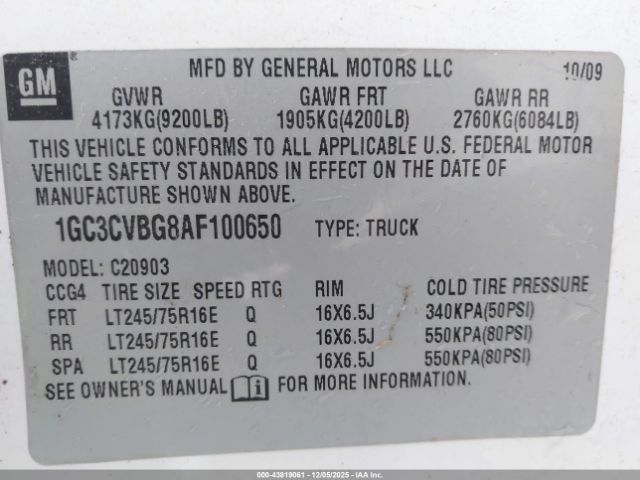 GM
MFD BY GENERAL MOTORS LLC 10/09
GVWR GAWR FRT GAWR RR
4173KG(9200LB) 1905KG(4200LB) 2760KG(6084LB)
THIS VEHICLE CONFORMS TO ALL APPLICABLE U.S. FEDERAL MOTOR
VEHICLE SAFETY STANDARDS IN EFFECT ON THE DATE OF
MANUFACTURE SHOWN ABOVE.
1GC3CVBG8AF100650 TYPE: TRUCK
MODEL: C20903
CCG4 TIRE SIZE SPEED RTG RIM COLD TIRE PRESSURE
FRT LT245/75R16E Q 16X6.5J 340KPA(50PSI)
RR LT245/75R16E Q 16X6.5J 550KPA(80PSI)
SPA LT245/75R16E Q 16X6.5J 550KPA(80PSI)
SEE OWNER'S MANUAL i FOR MORE INFORMATION.
000-43819061 - 12/05/2025 - IAAI.com